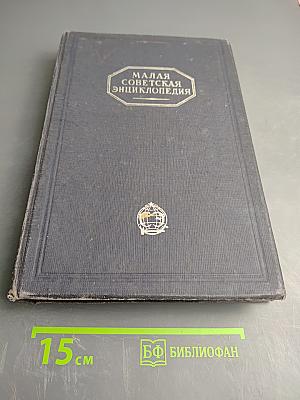 МАЛАЯ
СОВЕТСКАЯ
ЭНЦИКЛОПЕДИЯ
15 см
БФ БИБЛИОФАН